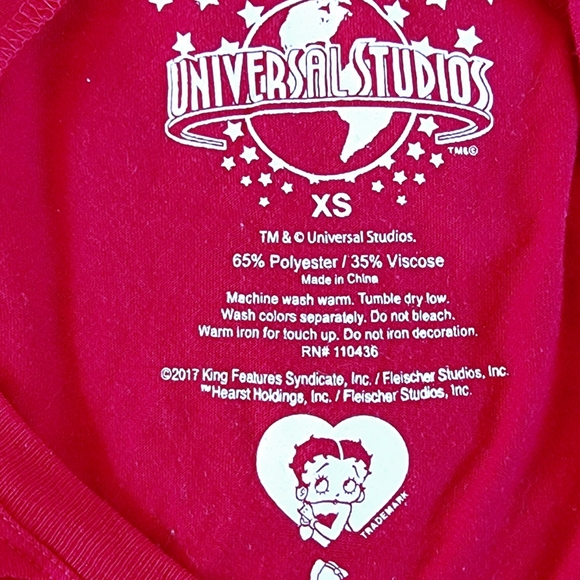 UNIVERSAL STUDIOS
TM&©
XS
TM & © Universal Studios.
65% Polyester / 35% Viscose
Made in China
Machine wash warm. Tumble dry low.
Wash colors separately. Do not bleach.
Warm iron for touch up. Do not iron decoration.
RN# 110436
©2017 King Features Syndicate, Inc. / Fleischer Studios, Inc.
™Hearst Holdings, Inc. / Fleischer Studios, Inc.
TRADEMARK